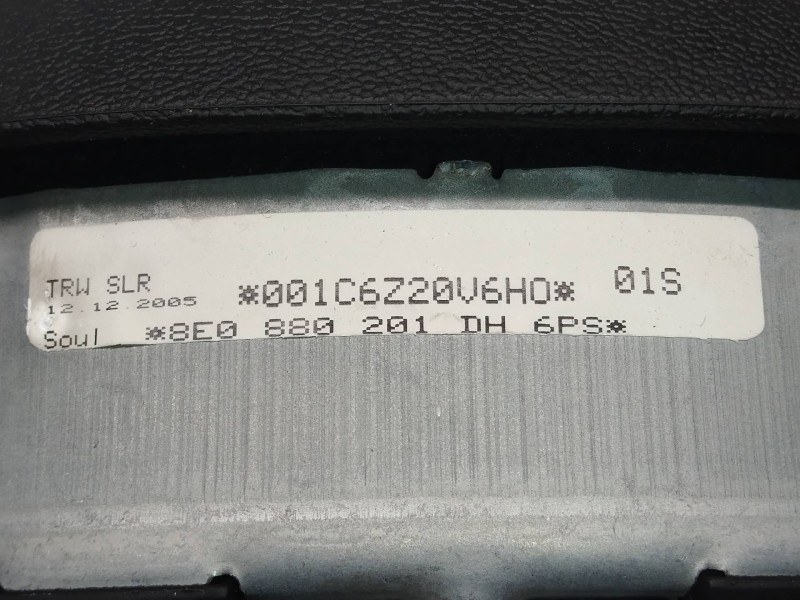 TRW SLR
12.12.2005
*001C6Z20V6HO* 01S
Soul *8E0 880 201 DH 6PS*